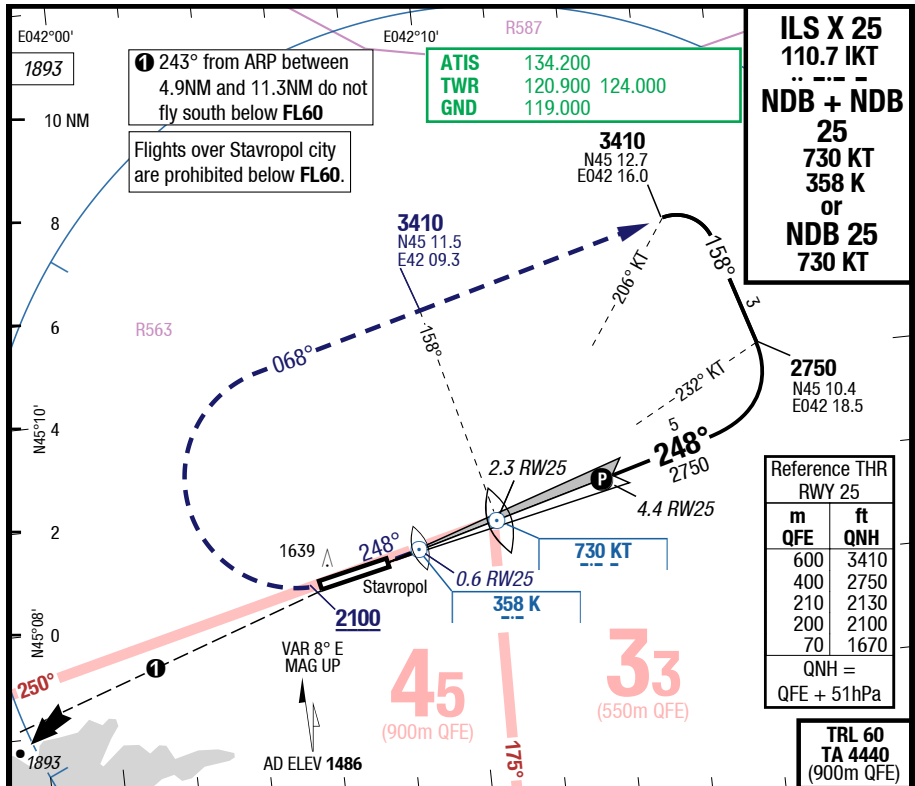 E042°00'
E042°10'
R587
1893
❶ 243° from ARP between
4.9NM and 11.3NM do not
fly south below FL60
Flights over Stavropol city
are prohibited below FL60.
ATIS 134.200
TWR 120.900 124.000
GND 119.000
ILS X 25
110.7 IKT
NDB + NDB
25
730 KT
358 K
or
NDB 25
730 KT
10 NM
8
6
4
2
0
N45°10'
N45°08'
3410
N45 12.7
E042 16.0
3410
N45 11.5
E42 09.3
206° KT
158°
3
R563
158°
068°
232° KT
2750
N45 10.4
E042 18.5
5
248°
2750
P
2.3 RW25
4.4 RW25
1639
248°
Stavropol
0.6 RW25
730 KT
358 K
2100
❶
VAR 8° E
MAG UP
250°
45
(900m QFE)
33
(550m QFE)
175°
1893
AD ELEV 1486
Reference THR
RWY 25
m ft
QFE QNH
600 3410
400 2750
210 2130
200 2100
70 1670
QNH =
QFE + 51hPa
TRL 60
TA 4440
(900m QFE)